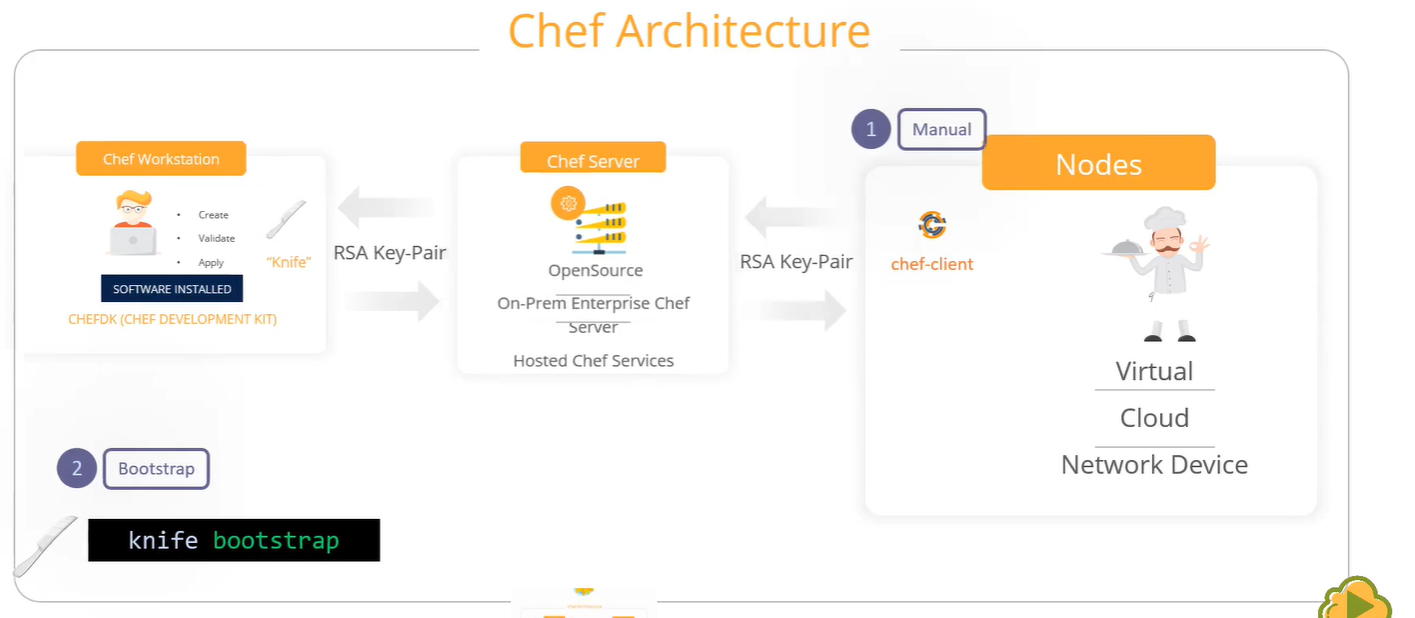 Chef Architecture
1 Manual
Chef Workstation
Create
Validate
Apply
"Knife"
SOFTWARE INSTALLED
CHEFDK (CHEF DEVELOPMENT KIT)
RSA Key-Pair
Chef Server
OpenSource
On-Prem Enterprise Chef
Server
Hosted Chef Services
RSA Key-Pair
Nodes
chef-client
Virtual
Cloud
Network Device
2 Bootstrap
knife bootstrap